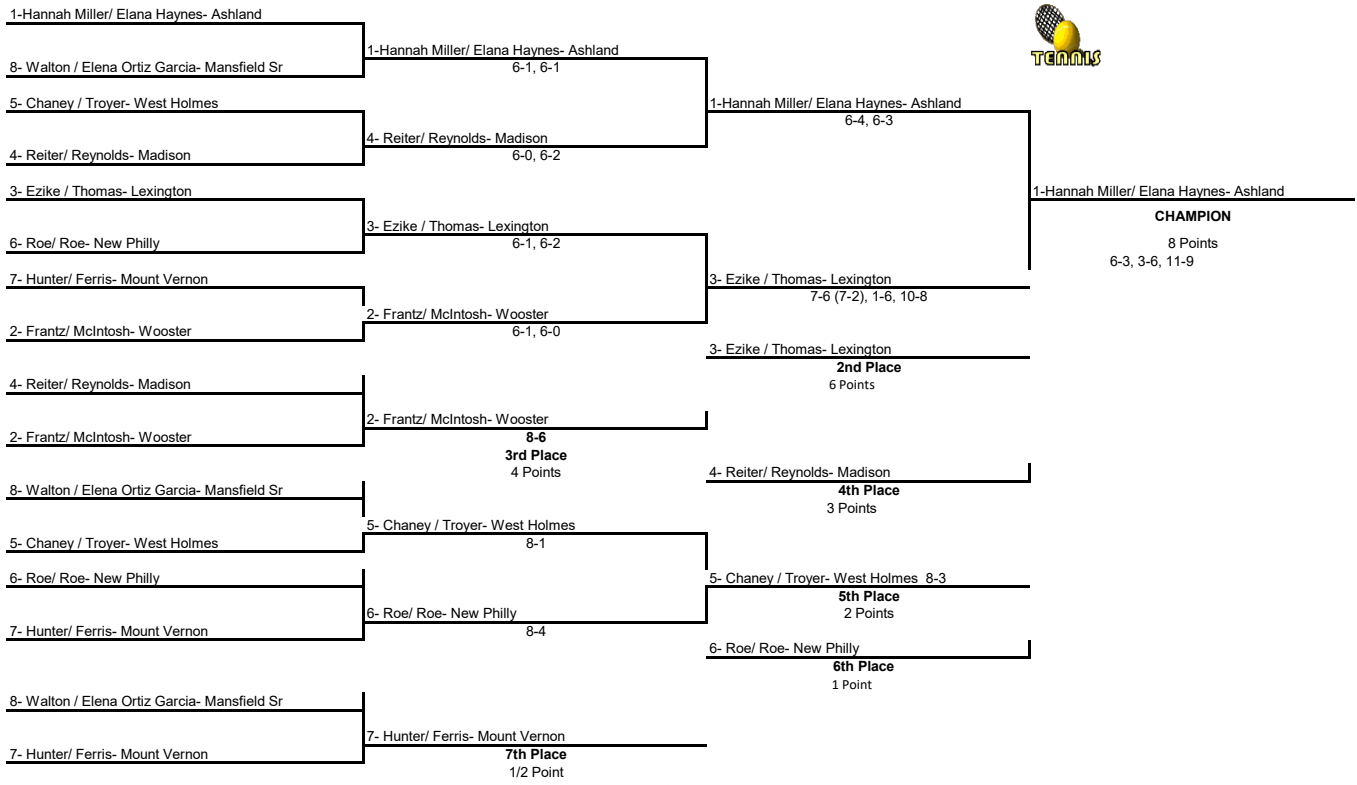 1-Hannah Miller/ Elana Haynes- Ashland
TENNIS
1-Hannah Miller/ Elana Haynes- Ashland
8- Walton / Elena Ortiz Garcia- Mansfield Sr
6-1, 6-1
5- Chaney / Troyer- West Holmes
1-Hannah Miller/ Elana Haynes- Ashland
6-4, 6-3
4- Reiter/ Reynolds- Madison
4- Reiter/ Reynolds- Madison
6-0, 6-2
3- Ezike / Thomas- Lexington
1-Hannah Miller/ Elana Haynes- Ashland
CHAMPION
3- Ezike / Thomas- Lexington
6- Roe/ Roe- New Philly
6-1, 6-2
8 Points
6-3, 3-6, 11-9
7- Hunter/ Ferris- Mount Vernon
3- Ezike / Thomas- Lexington
7-6 (7-2), 1-6, 10-8
2- Frantz/ McIntosh- Wooster
2- Frantz/ McIntosh- Wooster
6-1, 6-0
3- Ezike / Thomas- Lexington
2nd Place
4- Reiter/ Reynolds- Madison
6 Points
2- Frantz/ McIntosh- Wooster
2- Frantz/ McIntosh- Wooster
8-6
3rd Place
4 Points
4- Reiter/ Reynolds- Madison
8- Walton / Elena Ortiz Garcia- Mansfield Sr
4th Place
3 Points
5- Chaney / Troyer- West Holmes
5- Chaney / Troyer- West Holmes
8-1
6- Roe/ Roe- New Philly
5- Chaney / Troyer- West Holmes 8-3
5th Place
2 Points
6- Roe/ Roe- New Philly
7- Hunter/ Ferris- Mount Vernon
8-4
6- Roe/ Roe- New Philly
6th Place
1 Point
8- Walton / Elena Ortiz Garcia- Mansfield Sr
7- Hunter/ Ferris- Mount Vernon
7- Hunter/ Ferris- Mount Vernon
7th Place
1/2 Point